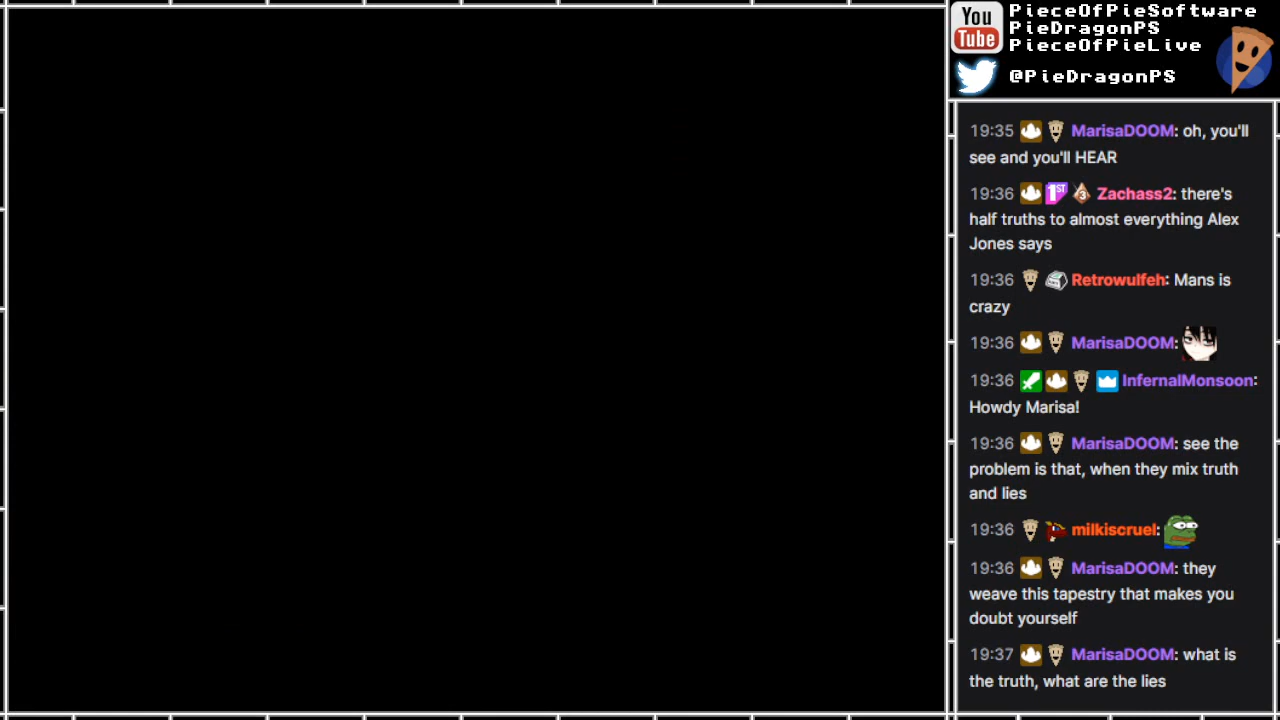 You
Tube
PieceOfPieSoftware
PieDragonPS
PieceOfPieLive
@PieDragonPS
19:35 MarisaDOOM: oh, you'll
see and you'll HEAR
19:36 1ST 3 Zachass2: there's
half truths to almost everything Alex
Jones says
19:36 Retrowulfeh: Mans is
crazy
19:36 MarisaDOOM:
19:36 InfernalMonsoon:
Howdy Marisa!
19:36 MarisaDOOM: see the
problem is that, when they mix truth
and lies
19:36 milkiscruel:
19:36 MarisaDOOM: they
weave this tapestry that makes you
doubt yourself
19:37 MarisaDOOM: what is
the truth, what are the lies